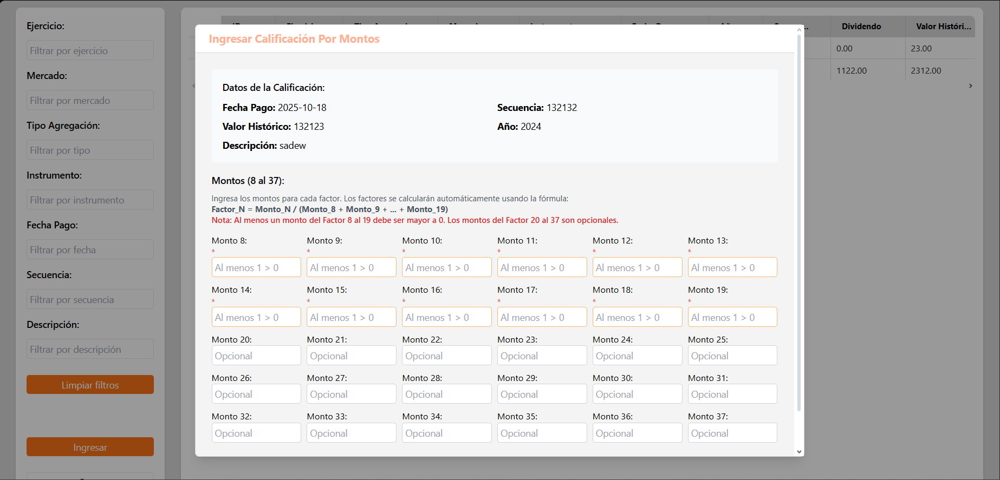 Ejercicio:
Filtrar por ejercicio
Mercado:
Filtrar por mercado
Tipo Agregación:
Filtrar por tipo
Instrumento:
Filtrar por instrumento
Fecha Pago:
Filtrar por fecha
Secuencia:
Filtrar por secuencia
Descripción:
Filtrar por descripción
Limpiar filtros
Ingresar
Dividendo Valor Históri...
0.00 23.00
1122.00 2312.00
Ingresar Calificación Por Montos
Datos de la Calificación:
Fecha Pago: 2025-10-18 Secuencia: 132132
Valor Histórico: 132123 Año: 2024
Descripción: sadew
Montos (8 al 37):
Ingresa los montos para cada factor. Los factores se calcularán automáticamente usando la fórmula:
Factor_N = Monto_N / (Monto_8 + Monto_9 + ... + Monto_19)
Nota: Al menos un monto del Factor 8 al 19 debe ser mayor a 0. Los montos del Factor 20 al 37 son opcionales.
Monto 8: Monto 9: Monto 10: Monto 11: Monto 12: Monto 13:
* * * * * *
Al menos 1 > 0 Al menos 1 > 0 Al menos 1 > 0 Al menos 1 > 0 Al menos 1 > 0 Al menos 1 > 0
Monto 14: Monto 15: Monto 16: Monto 17: Monto 18: Monto 19:
* * * * * *
Al menos 1 > 0 Al menos 1 > 0 Al menos 1 > 0 Al menos 1 > 0 Al menos 1 > 0 Al menos 1 > 0
Monto 20: Monto 21: Monto 22: Monto 23: Monto 24: Monto 25:
Opcional Opcional Opcional Opcional Opcional Opcional
Monto 26: Monto 27: Monto 28: Monto 29: Monto 30: Monto 31:
Opcional Opcional Opcional Opcional Opcional Opcional
Monto 32: Monto 33: Monto 34: Monto 35: Monto 36: Monto 37:
Opcional Opcional Opcional Opcional Opcional Opcional